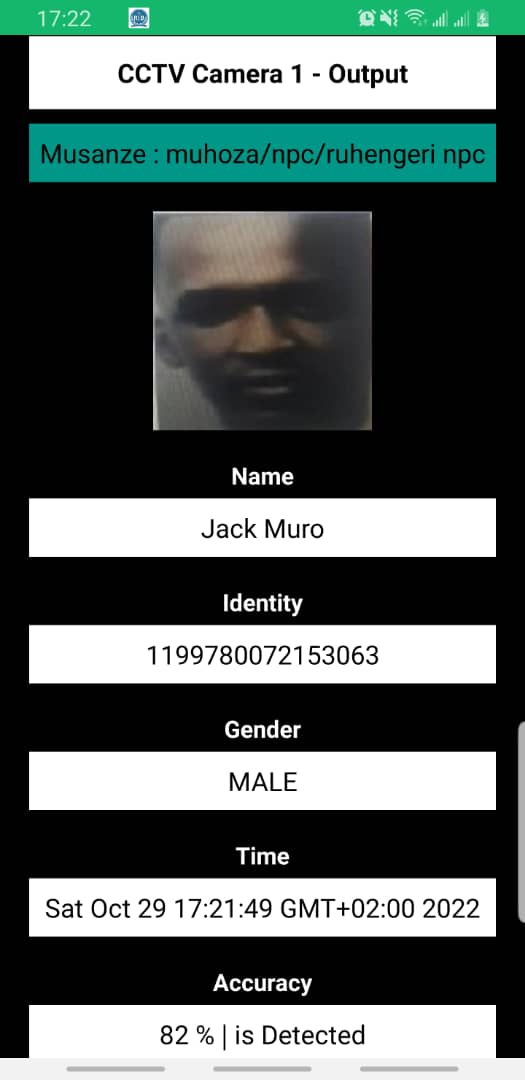 17:22
CCTV Camera 1 - Output
Musanze : muhoza/npc/ruhengeri npc
Name
Jack Muro
Identity
1199780072153063
Gender
MALE
Time
Sat Oct 29 17:21:49 GMT+02:00 2022
Accuracy
82 % | is Detected